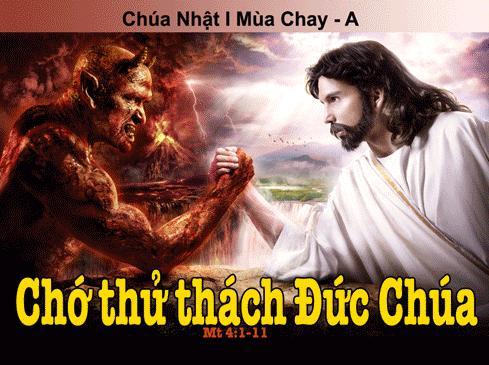 Chúa Nhật I Mùa Chay - A
Chớ thử thách Đức Chúa
Mt 4:1-11